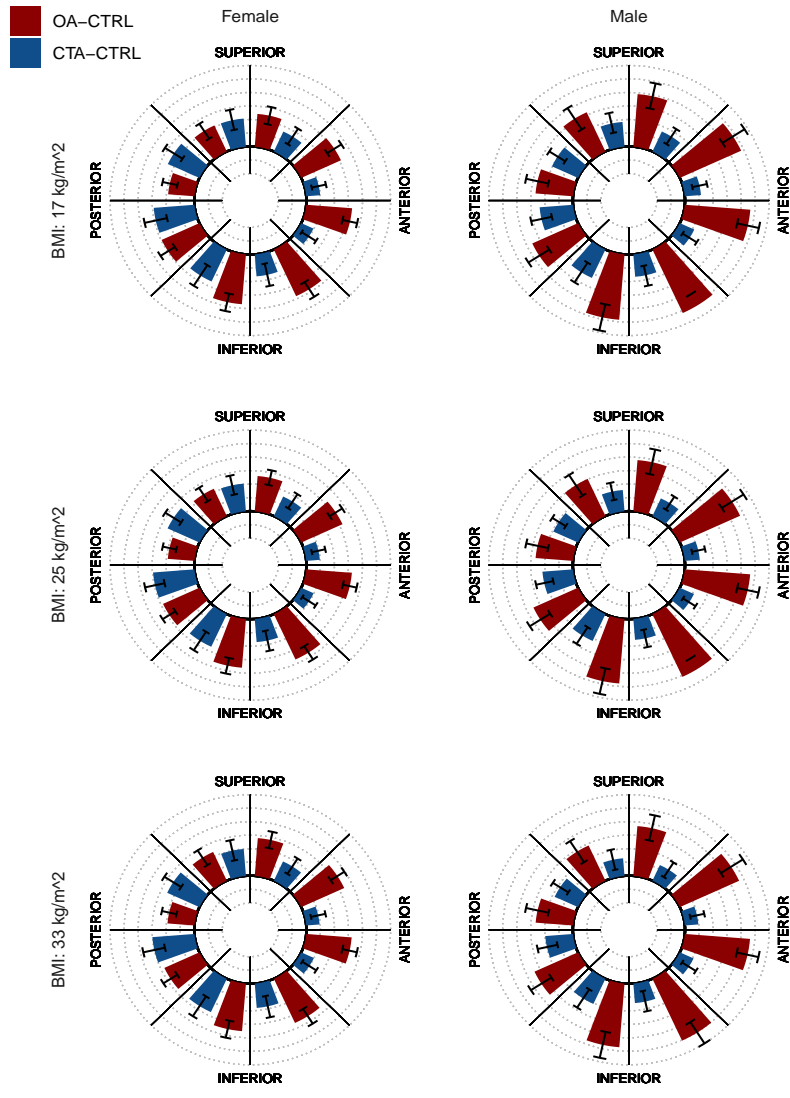 OA−CTRL
CTA−CTRL
Female
Male
BMI: 17 kg/m^2
SUPERIOR
POSTERIOR
ANTERIOR
INFERIOR
SUPERIOR
POSTERIOR
ANTERIOR
INFERIOR
BMI: 25 kg/m^2
SUPERIOR
POSTERIOR
ANTERIOR
INFERIOR
SUPERIOR
POSTERIOR
ANTERIOR
INFERIOR
BMI: 33 kg/m^2
SUPERIOR
POSTERIOR
ANTERIOR
INFERIOR
SUPERIOR
POSTERIOR
ANTERIOR
INFERIOR